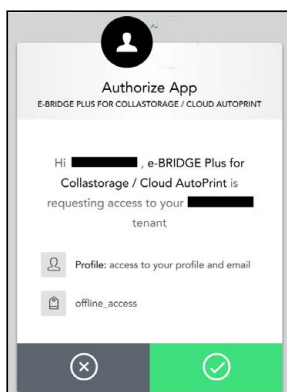 Authorize App
E-BRIDGE PLUS FOR COLLASTORAGE / CLOUD AUTOPRINT
Hi , e-BRIDGE Plus for
Collastorage / Cloud AutoPrint is
requesting access to your
tenant
Profile: access to your profile and email
offline_access